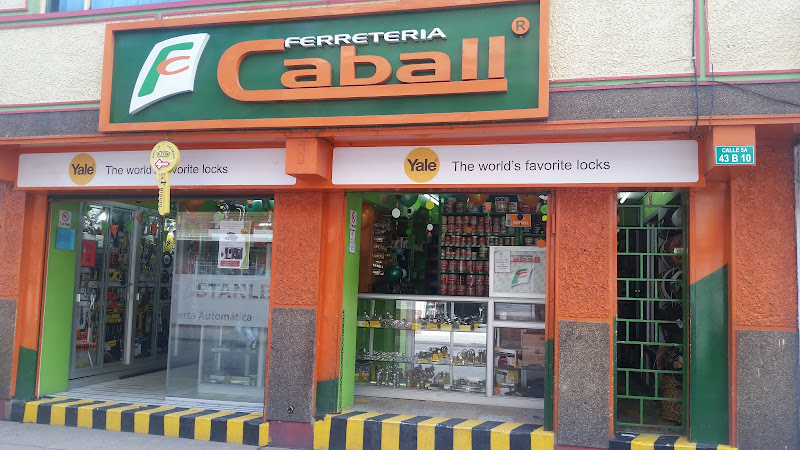 FC
FERRETERIA
Caball®
Yale The world's favorite locks
Yale The world's favorite locks
CALLE 5A
43 B 10
STANLE
erta Automática